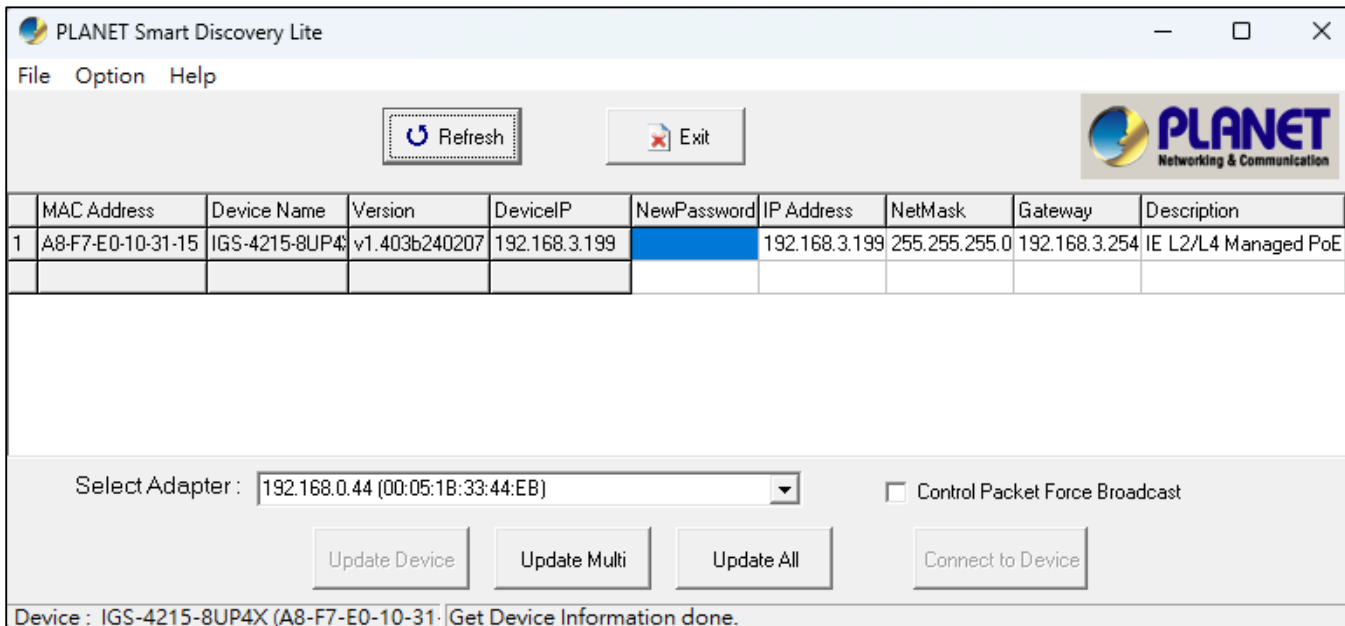 PLANET Smart Discovery Lite
File Option Help
Refresh Exit
PLANET
Networking & Communication
MAC Address Device Name Version DeviceIP NewPassword IP Address NetMask Gateway Description
1 A8-F7-E0-10-31-15 IGS-4215-8UP4X v1.403b240207 192.168.3.199 192.168.3.199 255.255.255.0 192.168.3.254 IE L2/L4 Managed PoE
Select Adapter : 192.168.0.44 (00:05:1B:33:44:EB) Control Packet Force Broadcast
Update Device Update Multi Update All Connect to Device
Device : IGS-4215-8UP4X (A8-F7-E0-10-31- Get Device Information done.